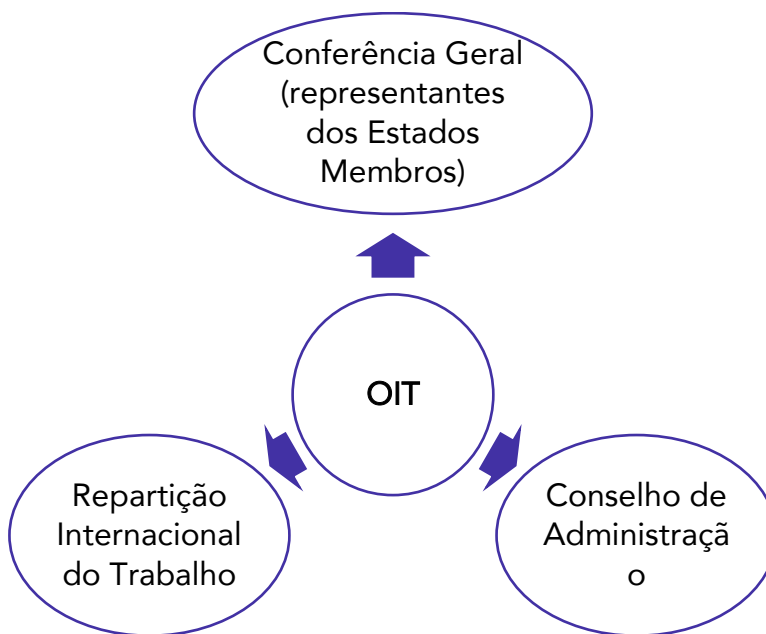 Conferência Geral
(representantes
dos Estados
Membros)
OIT
Repartição
Internacional
do Trabalho
Conselho de
Administraçã
o